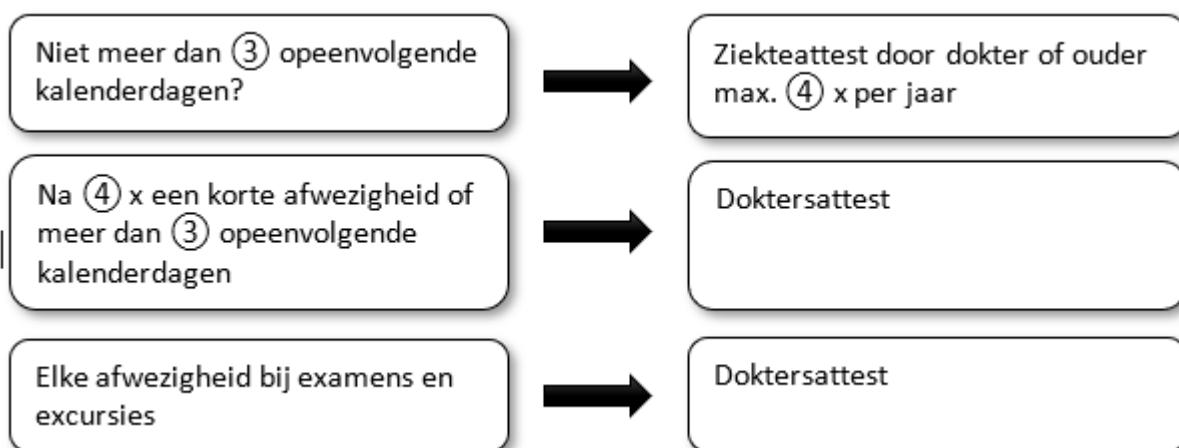 Niet meer dan ③ opeenvolgende
kalenderdagen?
Ziekteattest door dokter of ouder
max. ④ x per jaar
Na ④ x een korte afwezigheid of
meer dan ③ opeenvolgende
kalenderdagen
Doktersattest
Elke afwezigheid bij examens en
excursies
Doktersattest